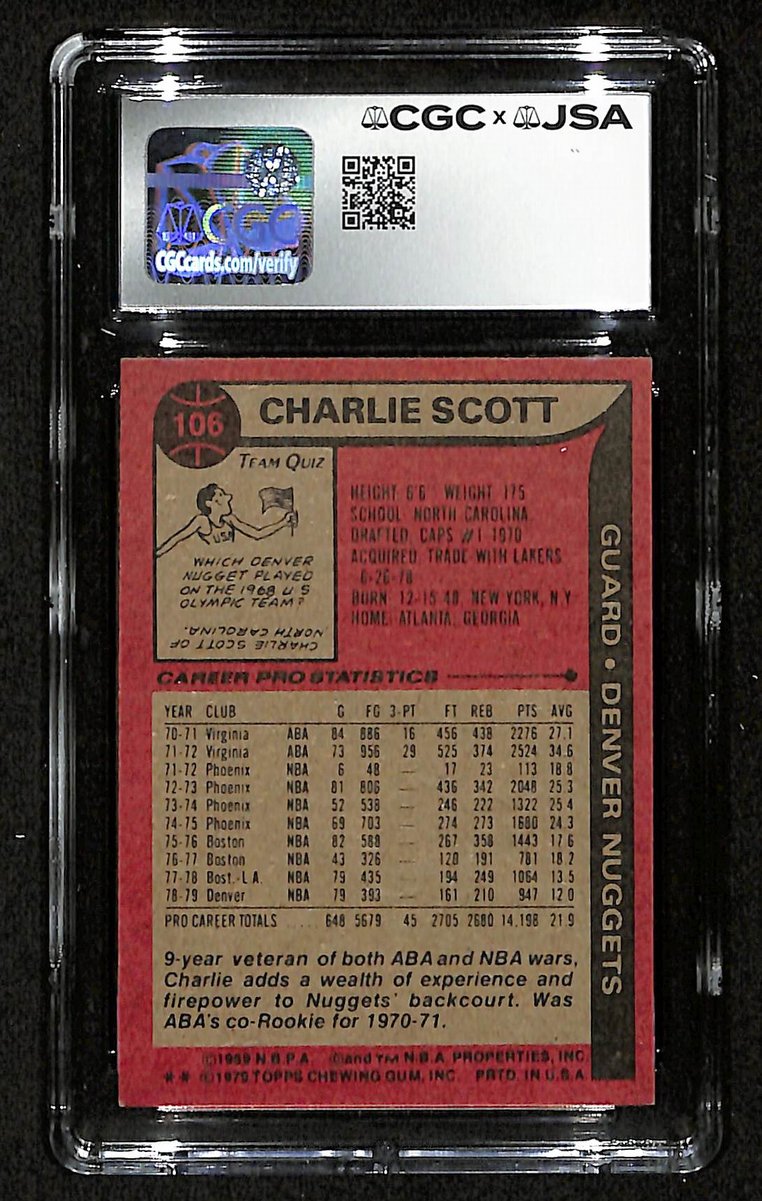 CGC x JSA
CGC
CGCcards.com/verify
106
CHARLIE SCOTT
TEAM QUIZ
USA
WHICH DENVER
NUGGET PLAYED
ON THE 1968 U S
OLYMPIC TEAM?
CHARLIE SCOTT OF
NORTH CAROLINA.
HEIGHT 6'6 WEIGHT 175
SCHOOL NORTH CAROLINA
DRAFTED CAPS #1 1970
ACQUIRED TRADE WITH LAKERS
6-26-78
BORN 12-15-48, NEW YORK, N.Y.
HOME ATLANTA, GEORGIA
GUARD • DENVER NUGGETS
CAREER PRO STATISTICS
YEAR CLUB G FG 3-PT FT REB PTS AVG
70-71 Virginia ABA 84 886 16 456 438 2276 27.1
71-72 Virginia ABA 73 956 29 525 374 2524 34.6
71-72 Phoenix NBA 6 48 — 17 23 113 18.8
72-73 Phoenix NBA 81 806 — 436 342 2048 25.3
73-74 Phoenix NBA 52 538 — 246 222 1322 25.4
74-75 Phoenix NBA 69 703 — 274 273 1680 24.3
75-76 Boston NBA 82 588 — 267 358 1443 17.6
76-77 Boston NBA 43 326 — 128 191 781 18.2
77-78 Bost.-L.A. NBA 79 435 — 194 249 1064 13.5
78-79 Denver NBA 79 393 — 161 210 947 12.0
PRO CAREER TOTALS ..... 648 5679 45 2705 2680 14,198 21.9
9-year veteran of both ABA and NBA wars,
Charlie adds a wealth of experience and
firepower to Nuggets' backcourt. Was
ABA's co-Rookie for 1970-71.
©1959 N.B.P.A. ©and TM N.B.A. PROPERTIES, INC.
** ©1979 TOPPS CHEWING GUM, INC. PRTD. IN U.S.A.